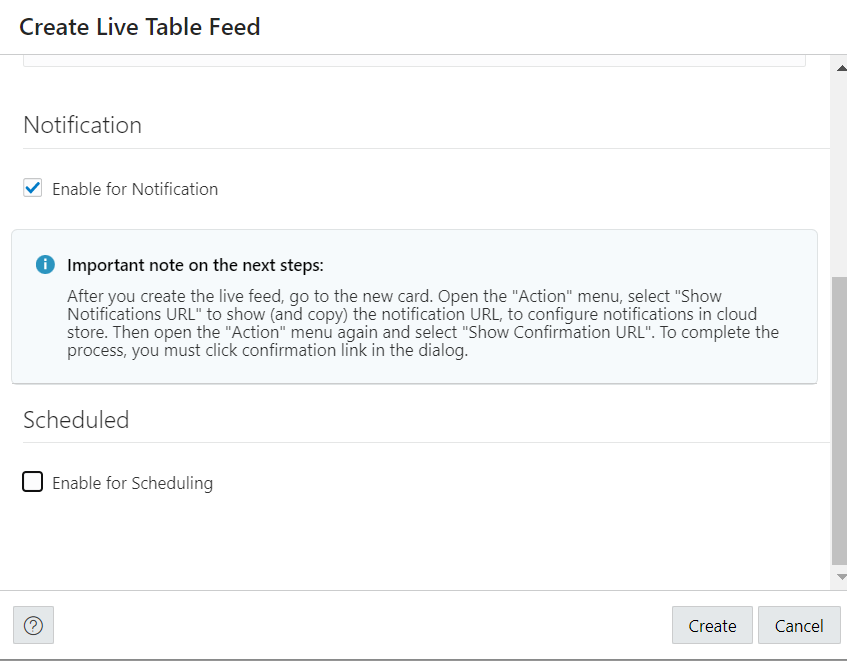 Create Live Table Feed
Notification
Enable for Notification
Important note on the next steps:
After you create the live feed, go to the new card. Open the "Action" menu, select "Show
Notifications URL" to show (and copy) the notification URL, to configure notifications in cloud
store. Then open the "Action" menu again and select "Show Confirmation URL". To complete the
process, you must click confirmation link in the dialog.
Scheduled
Enable for Scheduling
Create
Cancel